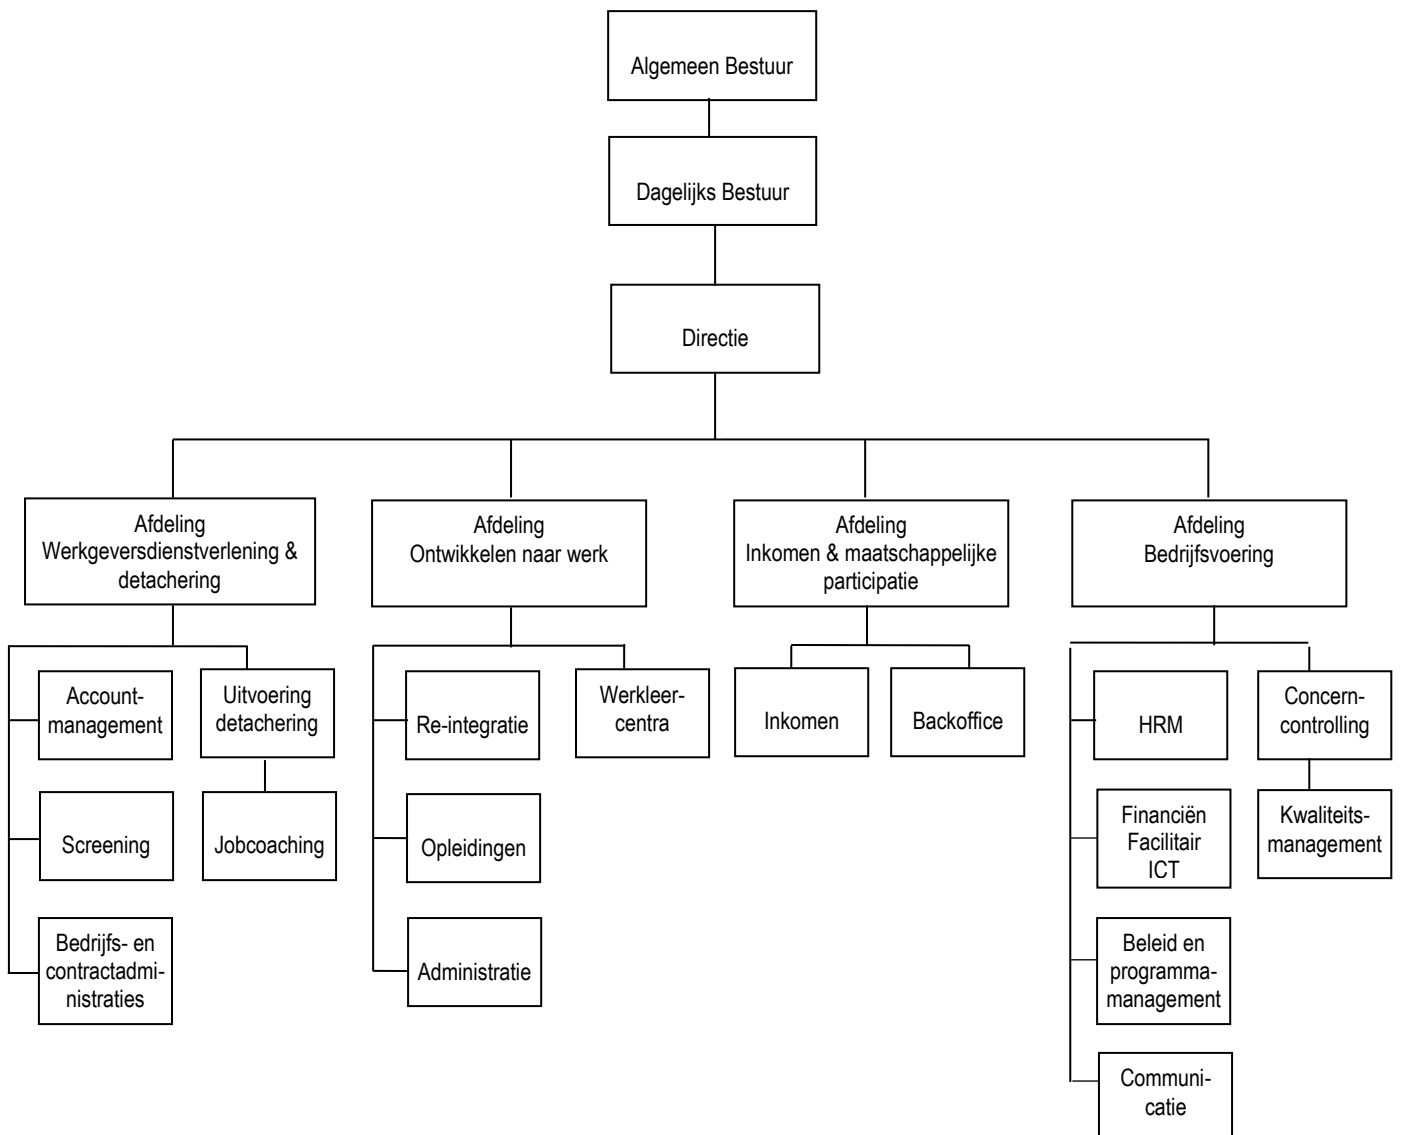 Algemeen Bestuur
Dagelijks Bestuur
Directie
Afdeling
Werkgeversdienstverlening &
detachering
Afdeling
Ontwikkelen naar werk
Afdeling
Inkomen & maatschappelijke
participatie
Afdeling
Bedrijfsvoering
Account-
management
Uitvoering
detachering
Screening
Jobcoaching
Bedrijfs- en
contractadmi-
nistraties
Re-integratie
Werkleer-
centra
Opleidingen
Administratie
Inkomen
Backoffice
HRM
Concern-
controlling
Financiën
Facilitair
ICT
Kwaliteits-
management
Beleid en
programma-
management
Communi-
catie